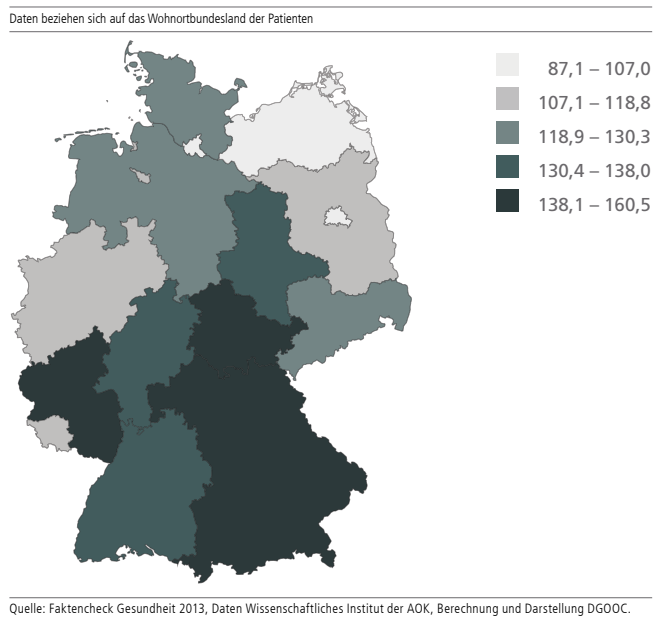 Daten beziehen sich auf das Wohnortbundesland der Patienten
87,1 – 107,0
107,1 – 118,8
118,9 – 130,3
130,4 – 138,0
138,1 – 160,5
Quelle: Faktencheck Gesundheit 2013, Daten Wissenschaftliches Institut der AOK, Berechnung und Darstellung DGOOC.